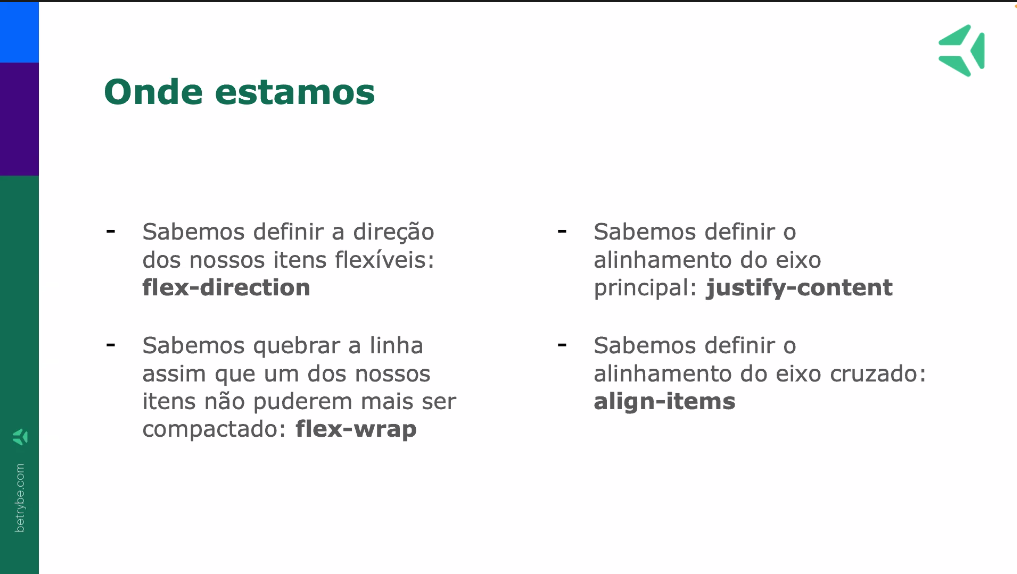 Onde estamos
- Sabemos definir a direção
dos nossos itens flexíveis:
flex-direction
- Sabemos quebrar a linha
assim que um dos nossos
itens não puderem mais ser
compactado: flex-wrap
- Sabemos definir o
alinhamento do eixo
principal: justify-content
- Sabemos definir o
alinhamento do eixo cruzado:
align-items
betrybe.com